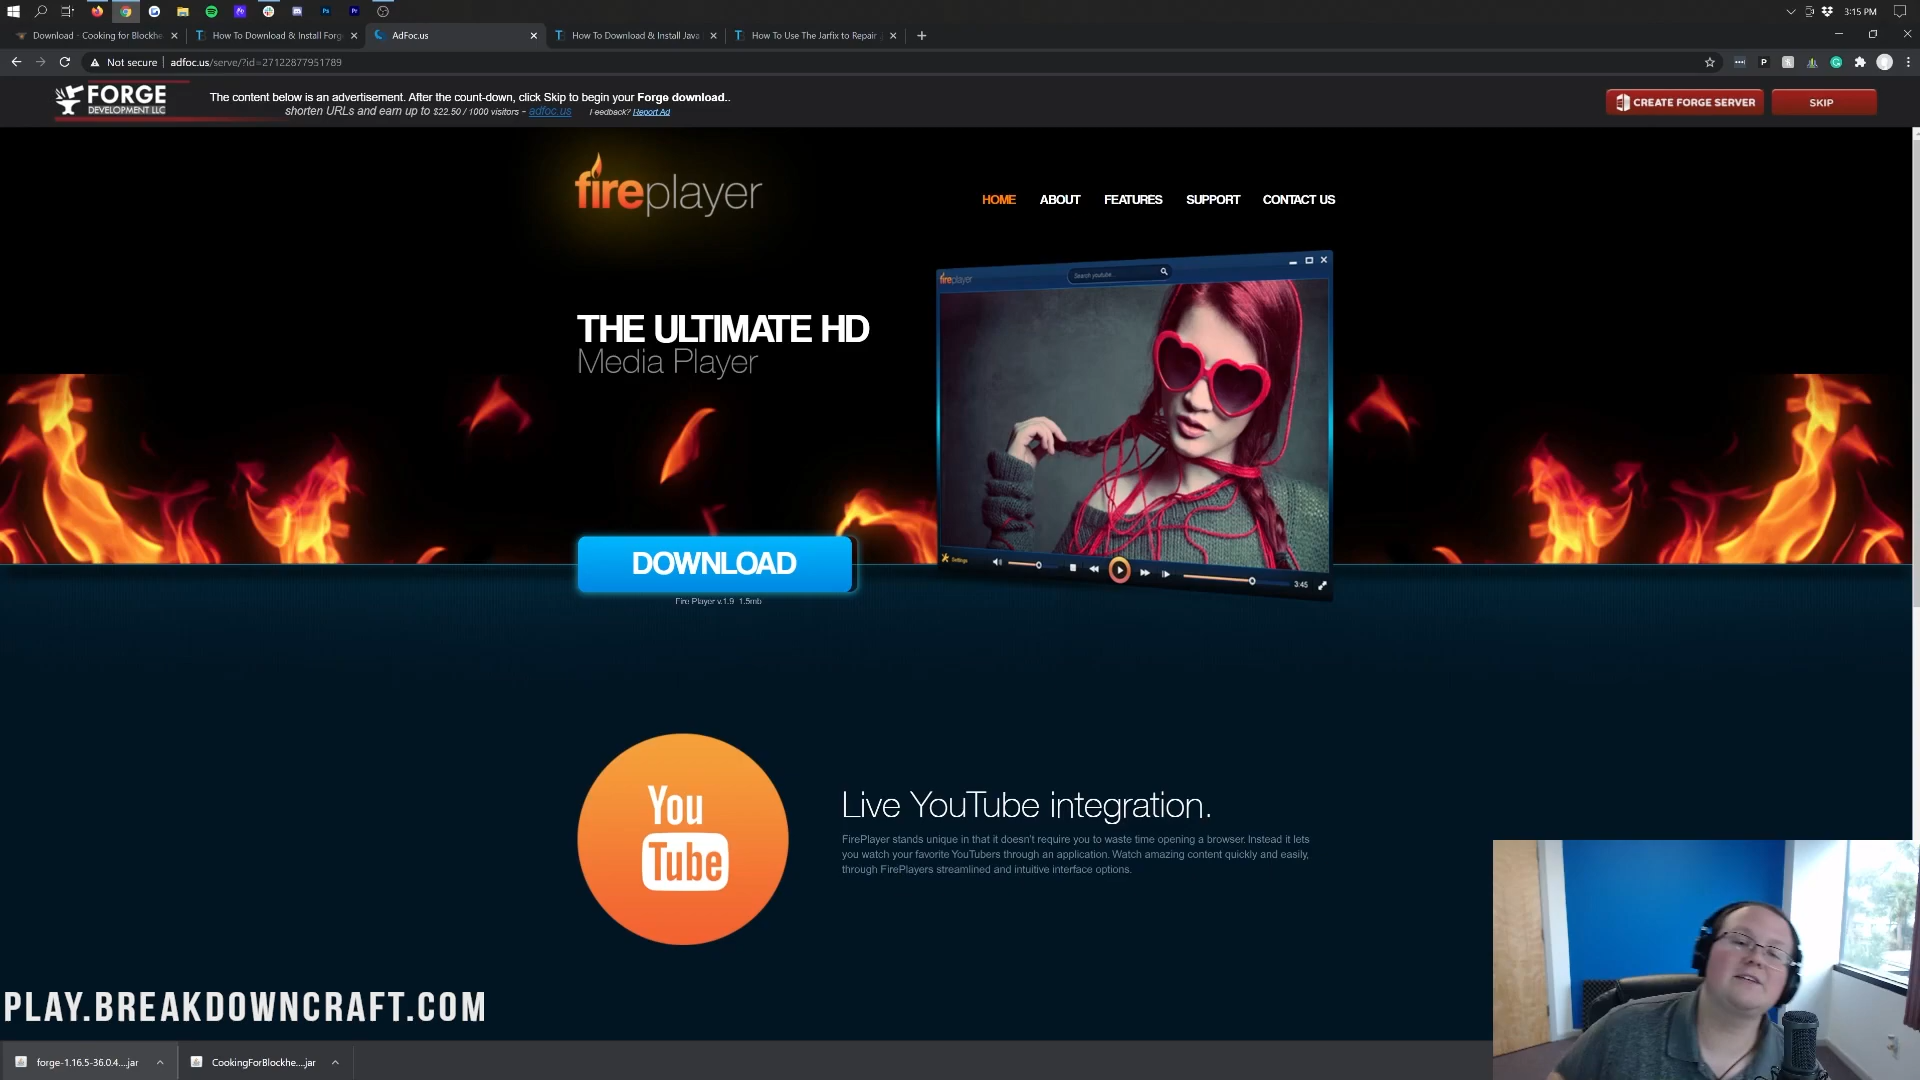 3:15 PM
Download - Cooking for Blockhe
How To Download & Install Forg
AdFoc.us
How To Download & Install Java
How To Use The Jarfix to Repair
Not secure
adfoc.us/serve/?id=27122877951789
FORGE
DEVELOPMENT LLC
The content below is an advertisement. After the count-down, click Skip to begin your Forge download..
shorten URLs and earn up to $22.50 / 1000 visitors - adfoc.us Feedback? Report Ad
CREATE FORGE SERVER
SKIP
fireplayer
HOME ABOUT FEATURES SUPPORT CONTACT US
fireplayer
Search youtube...
THE ULTIMATE HD
Media Player
Settings
3:45
DOWNLOAD
Fire Player v.1.9 1.5mb
You
Tube
Live YouTube integration.
FirePlayer stands unique in that it doesn't require you to waste time opening a browser. Instead it lets
you watch your favorite YouTubers through an application. Watch amazing content quickly and easily,
through FirePlayers streamlined and intuitive interface options.
PLAY.BREAKDOWNCRAFT.COM
forge-1.16.5-36.0.4....jar
CookingForBlockhe....jar